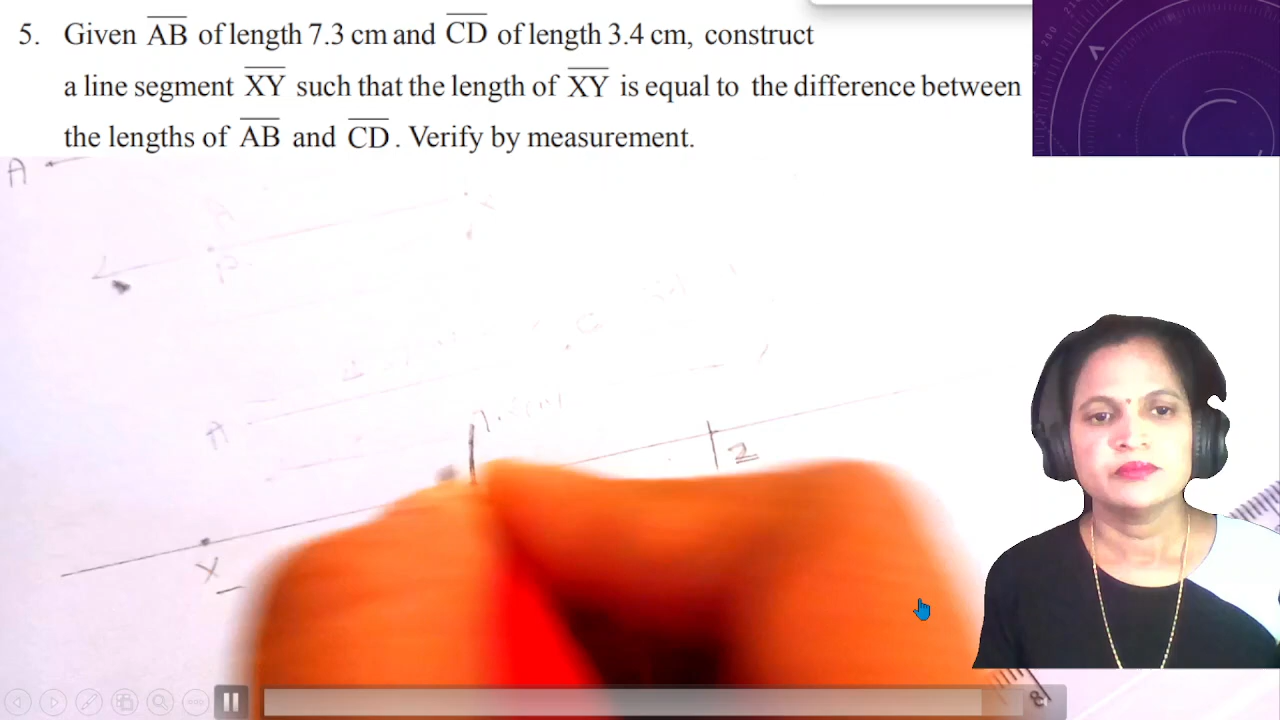 5. Given AB of length 7.3 cm and CD of length 3.4 cm, construct
a line segment XY such that the length of XY is equal to the difference between
the lengths of AB and CD. Verify by measurement.
A
A
X
Z
8